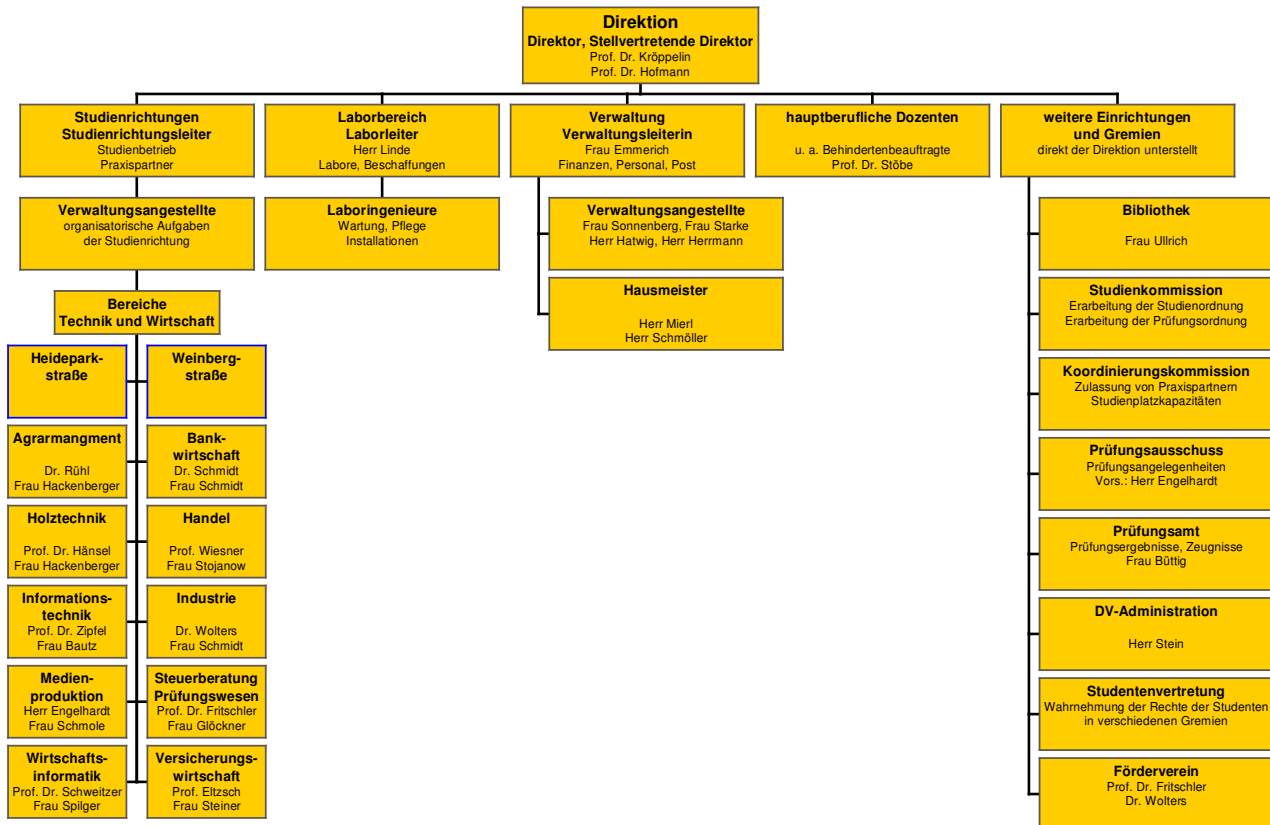 Direktion
Direktor, Stellvertretende Direktor
Prof. Dr. Kröppelin
Prof. Dr. Hofmann
Studienrichtungen
Studienrichtungsleiter
Studienbetrieb
Praxispartner
Laborbereich
Laborleiter
Herr Linde
Labore, Beschaffungen
Verwaltung
Verwaltungsleiterin
Frau Emmerich
Finanzen, Personal, Post
hauptberufliche Dozenten
u. a. Behindertenbeauftragte
Prof. Dr. Stöbe
weitere Einrichtungen
und Gremien
direkt der Direktion unterstellt
Verwaltungsangestellte
organisatorische Aufgaben
der Studienrichtung
Laboringenieure
Wartung, Pflege
Installationen
Verwaltungsangestellte
Frau Sonnenberg, Frau Starke
Herr Hatwig, Herr Herrmann
Bibliothek
Frau Ullrich
Bereiche
Technik und Wirtschaft
Hausmeister
Herr Mierl
Herr Schmöller
Studienkommission
Erarbeitung der Studienordnung
Erarbeitung der Prüfungsordnung
Heidepark-
straße
Weinberg-
straße
Koordinierungskommission
Zulassung von Praxispartnern
Studienplatzkapazitäten
Agrarmangment
Dr. Rühl
Frau Hackenberger
Bank-
wirtschaft
Dr. Schmidt
Frau Schmidt
Prüfungsausschuss
Prüfungsangelegenheiten
Vors.: Herr Engelhardt
Holztechnik
Prof. Dr. Hänsel
Frau Hackenberger
Handel
Prof. Wiesner
Frau Stojanow
Prüfungsamt
Prüfungsergebnisse, Zeugnisse
Frau Büttig
Informations-
technik
Prof. Dr. Zipfel
Frau Bautz
Industrie
Dr. Wolters
Frau Schmidt
DV-Administration
Herr Stein
Medien-
produktion
Herr Engelhardt
Frau Schmole
Steuerberatung
Prüfungswesen
Prof. Dr. Fritschler
Frau Glöckner
Studentenvertretung
Wahrnehmung der Rechte der Studenten
in verschiedenen Gremien
Wirtschafts-
informatik
Prof. Dr. Schweitzer
Frau Spilger
Versicherungs-
wirtschaft
Prof. Eltzsch
Frau Steiner
Förderverein
Prof. Dr. Fritschler
Dr. Wolters